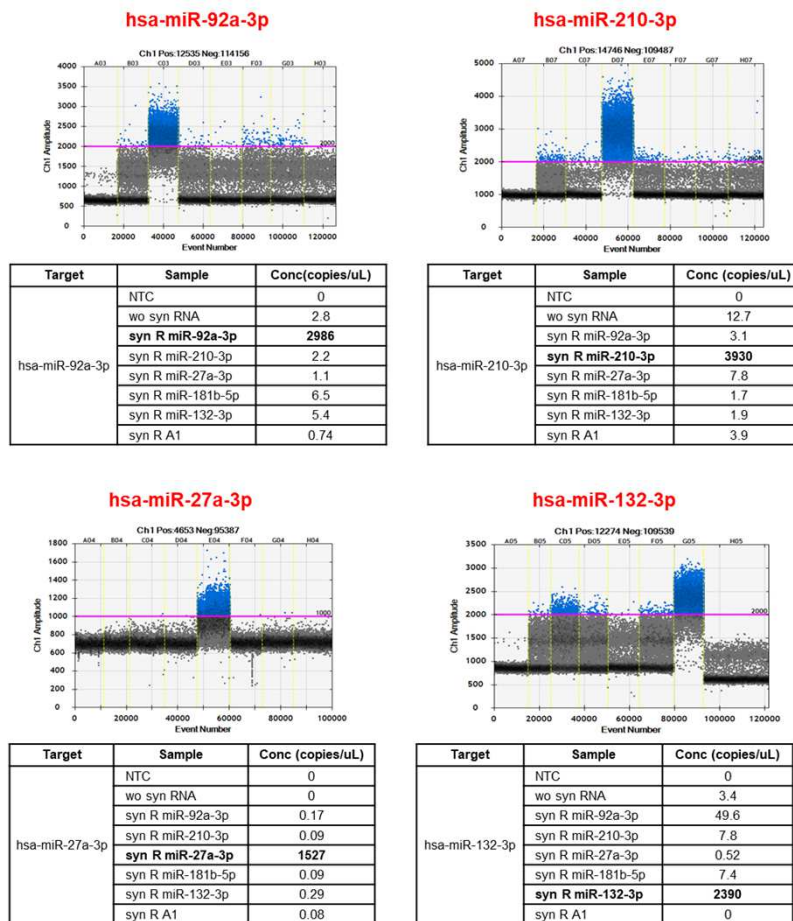 hsa-miR-92a-3p
Ch1 Pos:12535 Neg:114156
A03 B03 C03 D03 E03 F03 G03 H03
4000
3500
3000
2500
2000
1500
1000
500
0
2000
Ch1 Amplitude
0 20000 40000 60000 80000 100000 120000
Event Number
Target Sample Conc(copies/uL)
hsa-miR-92a-3p
NTC 0
wo syn RNA 2.8
syn R miR-92a-3p 2986
syn R miR-210-3p 2.2
syn R miR-27a-3p 1.1
syn R miR-181b-5p 6.5
syn R miR-132-3p 5.4
syn R A1 0.74
hsa-miR-210-3p
Ch1 Pos:14746 Neg:109487
A07 B07 C07 D07 E07 F07 G07 H07
5000
4000
3000
2000
1000
0
Ch1 Amplitude
0 20000 40000 60000 80000 100000 120000
Event Number
Target Sample Conc (copies/uL)
hsa-miR-210-3p
NTC 0
wo syn RNA 12.7
syn R miR-92a-3p 3.1
syn R miR-210-3p 3930
syn R miR-27a-3p 7.8
syn R miR-181b-5p 1.7
syn R miR-132-3p 1.9
syn R A1 3.9
hsa-miR-27a-3p
Ch1 Pos:4653 Neg:95387
A04 B04 C04 D04 E04 F04 G04 H04
1800
1600
1400
1200
1000
800
600
400
200
0
1000
Ch1 Amplitude
0 20000 40000 60000 80000 100000
Event Number
Target Sample Conc (copies/uL)
hsa-miR-27a-3p
NTC 0
wo syn RNA 0
syn R miR-92a-3p 0.17
syn R miR-210-3p 0.09
syn R miR-27a-3p 1527
syn R miR-181b-5p 0.09
syn R miR-132-3p 0.29
syn R A1 0.08
hsa-miR-132-3p
Ch1 Pos:12274 Neg:109539
A05 B05 C05 D05 E05 F05 G05 H05
3500
3000
2500
2000
1500
1000
500
0
2000
Ch1 Amplitude
0 20000 40000 60000 80000 100000 120000
Event Number
Target Sample Conc (copies/uL)
hsa-miR-132-3p
NTC 0
wo syn RNA 3.4
syn R miR-92a-3p 49.6
syn R miR-210-3p 7.8
syn R miR-27a-3p 0.52
syn R miR-181b-5p 7.4
syn R miR-132-3p 2390
syn R A1 0